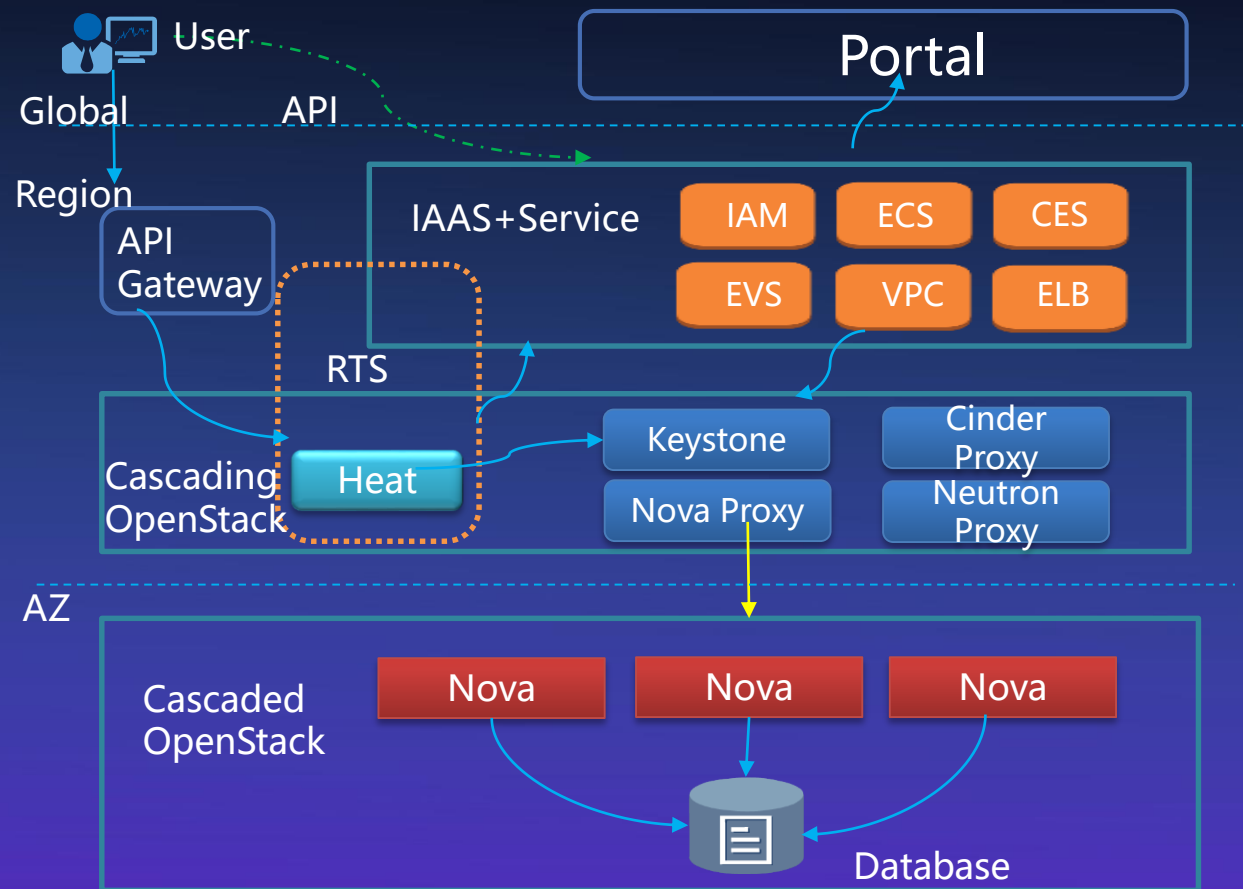 User
Portal
Global
API
Region
API
Gateway
IAAS+Service
IAM
ECS
CES
EVS
VPC
ELB
RTS
Cascading
OpenStack
Heat
Keystone
Cinder
Proxy
Nova Proxy
Neutron
Proxy
AZ
Cascaded
OpenStack
Nova
Nova
Nova
Database